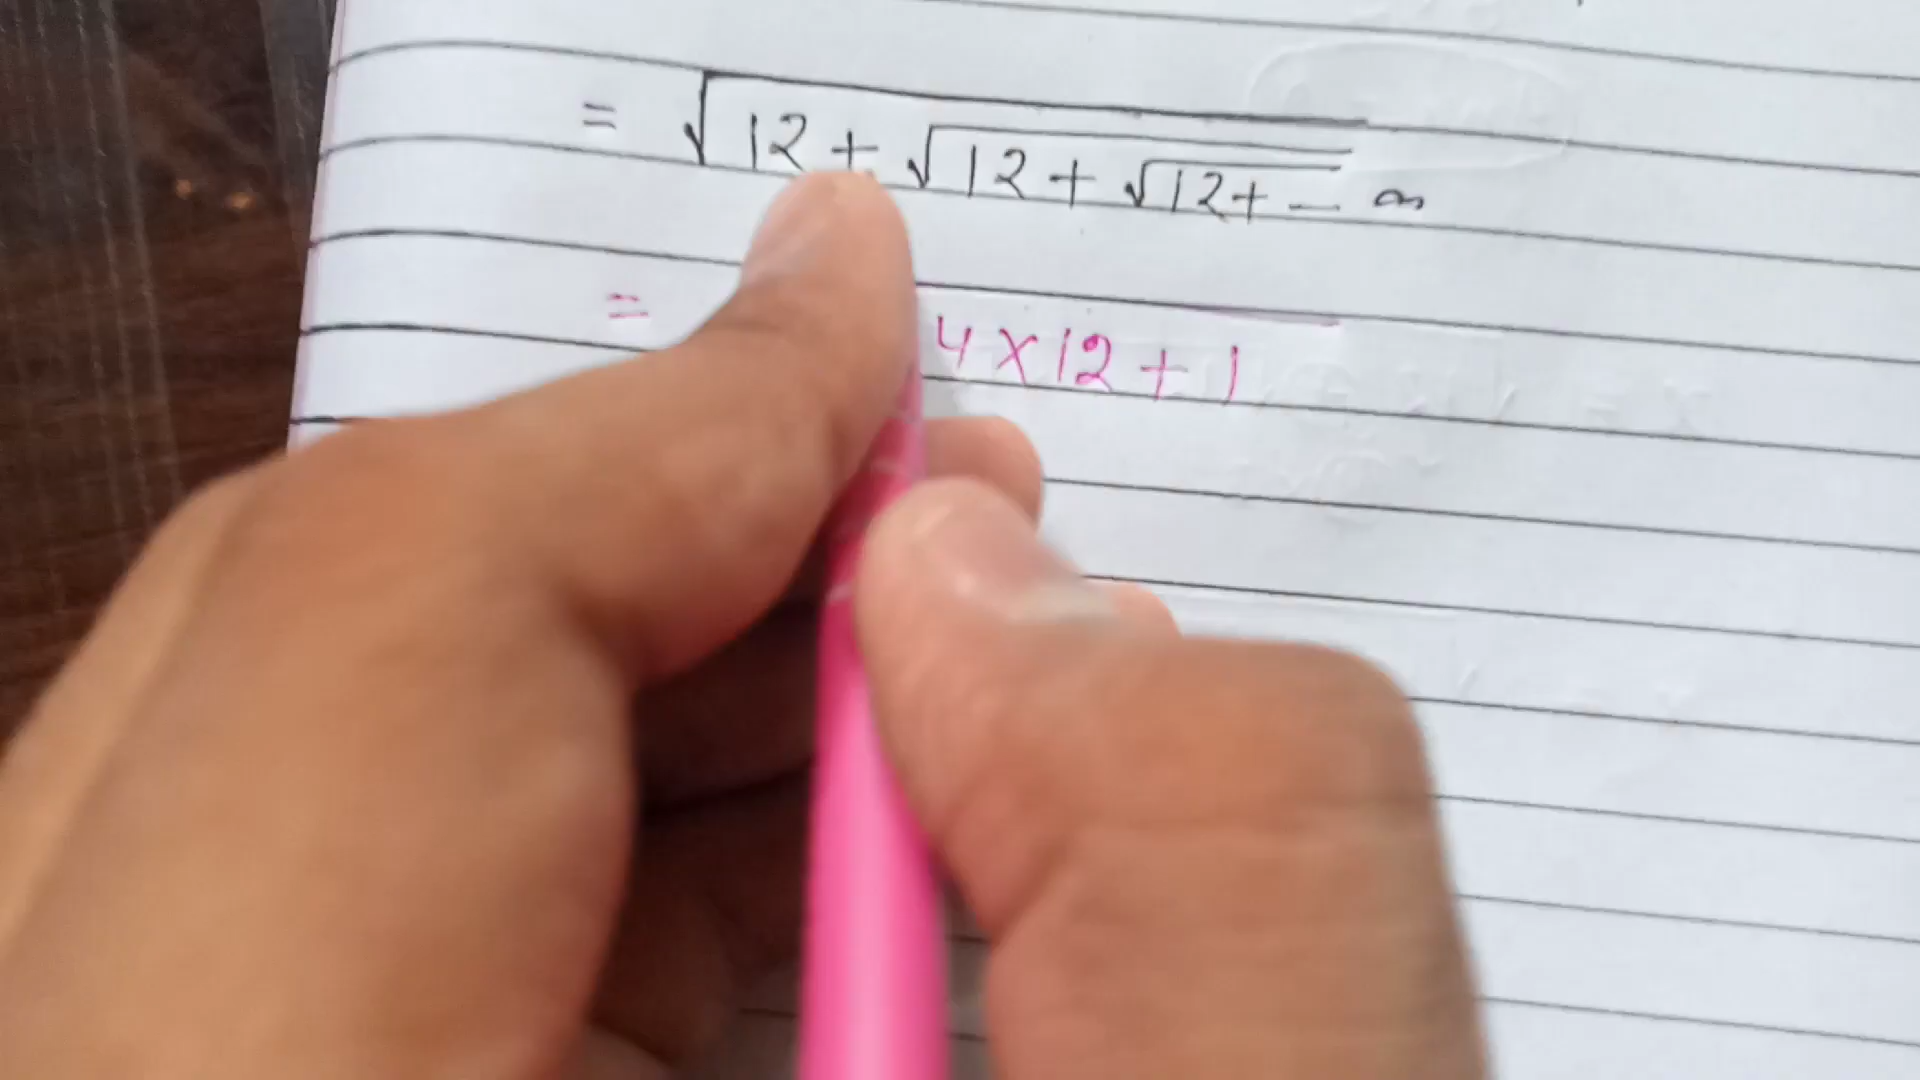 = √12 + √12 + √12 + — ∞
= 4 × 12 + 1